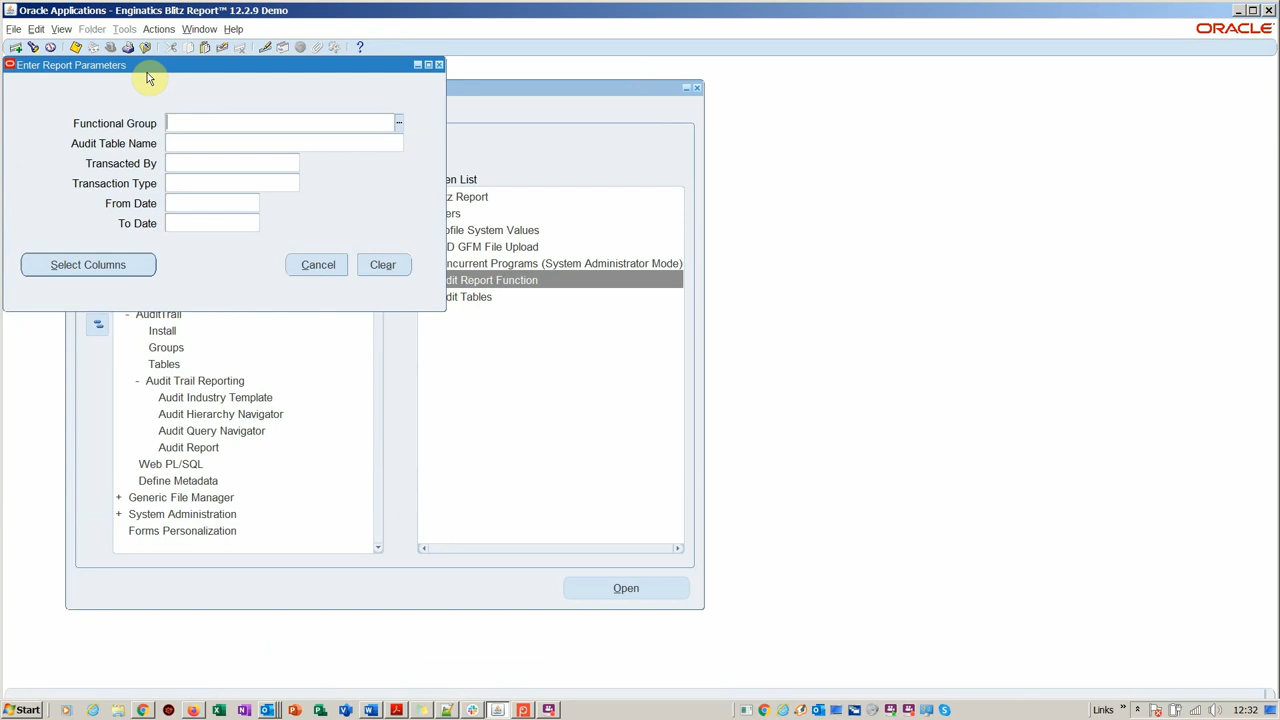 Oracle Applications - Enginatics Blitz Report™ 12.2.9 Demo
File Edit View Folder Tools Actions Window Help
ORACLE
Enter Report Parameters
Functional Group
Audit Table Name
Transacted By
Transaction Type
From Date
To Date
Select Columns
Cancel
Clear
AuditTrail
Install
Groups
Tables
- Audit Trail Reporting
Audit Industry Template
Audit Hierarchy Navigator
Audit Query Navigator
Audit Report
Web PL/SQL
Define Metadata
+ Generic File Manager
+ System Administration
Forms Personalization
en List
tz Report
ers
ofile System Values
D GFM File Upload
ncurrent Programs (System Administrator Mode)
dit Report Function
dit Tables
Open
Start
Links
12:32